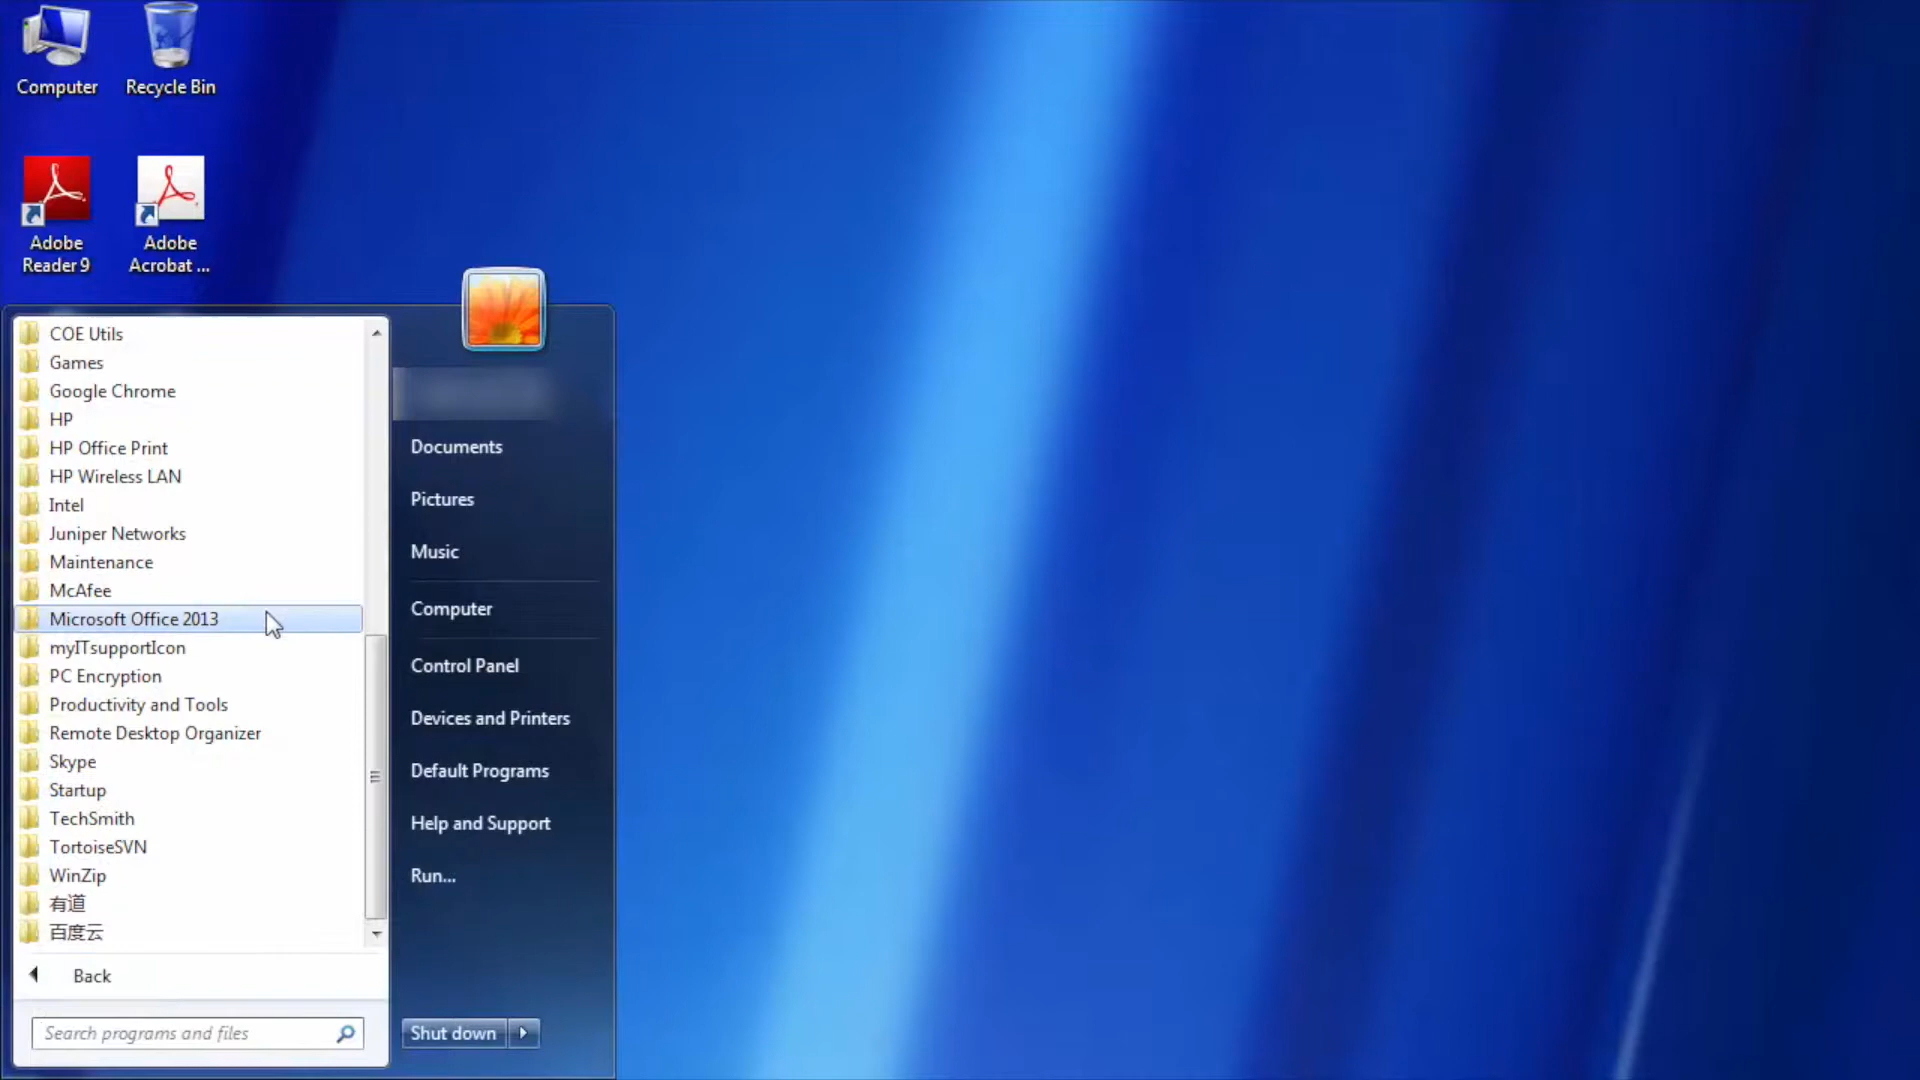 Computer
Recycle Bin
Adobe
Reader 9
Adobe
Acrobat ...
COE Utils
Games
Google Chrome
HP
HP Office Print
HP Wireless LAN
Intel
Juniper Networks
Maintenance
McAfee
Microsoft Office 2013
myITsupportIcon
PC Encryption
Productivity and Tools
Remote Desktop Organizer
Skype
Startup
TechSmith
TortoiseSVN
WinZip
有道
百度云
Back
Search programs and files
Documents
Pictures
Music
Computer
Control Panel
Devices and Printers
Default Programs
Help and Support
Run...
Shut down